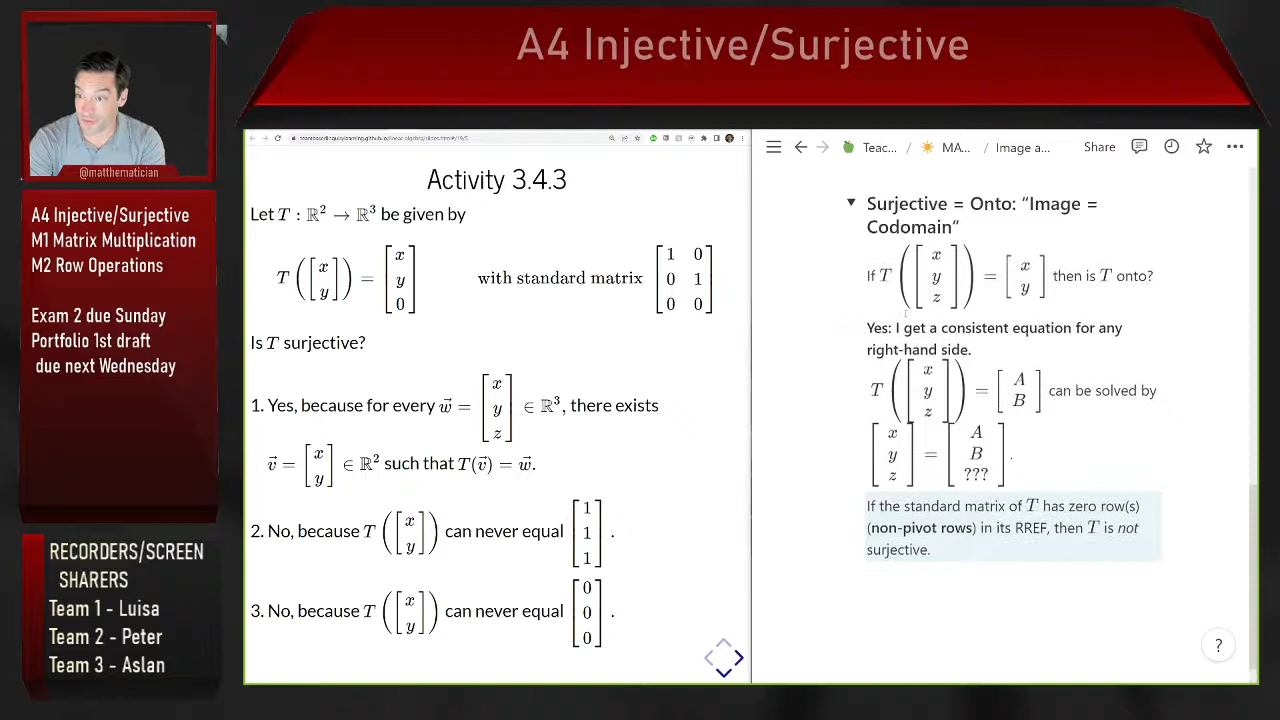 A4 Injective/Surjective
@matthematician
A4 Injective/Surjective
M1 Matrix Multiplication
M2 Row Operations
Exam 2 due Sunday
Portfolio 1st draft
due next Wednesday
RECORDERS/SCREEN
SHARERS
Team 1 - Luisa
Team 2 - Peter
Team 3 - Aslan
Activity 3.4.3
Let T : ℝ² → ℝ³ be given by
T([x y]) = [x y 0] with standard matrix [1 0 0 1 0 0]
Is T surjective?
1. Yes, because for every w⃗ = [x y z] ∈ ℝ³, there exists
v⃗ = [x y] ∈ ℝ² such that T(v⃗) = w⃗.
2. No, because T([x y]) can never equal [1 1 1].
3. No, because T([x y]) can never equal [0 0 0].
Teac... / MA... / Image a... Share
Surjective = Onto: “Image =
Codomain”
If T([x y z]) = [x y] then is T onto?
Yes: I get a consistent equation for any
right-hand side.
T([x y z]) = [A B] can be solved by
[x y z] = [A B ???].
If the standard matrix of T has zero row(s)
(non-pivot rows) in its RREF, then T is not
surjective.
?